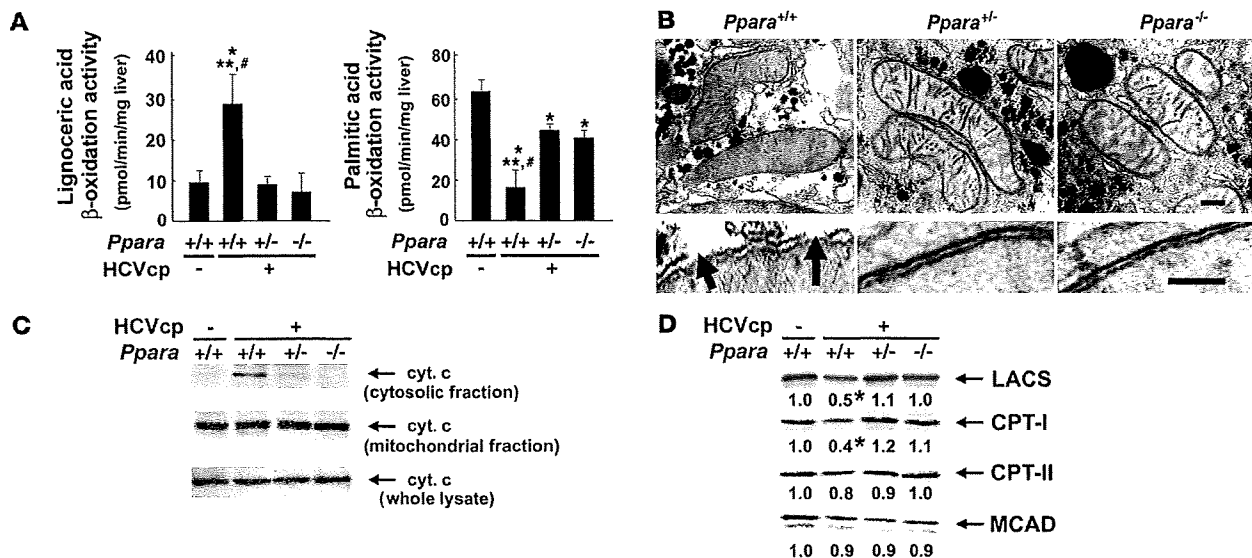 A
Lignoceric acid
β-oxidation activity
(pmol/min/mg liver)
40
30
20
10
0
*
**,#
Ppara +/+ +/+ +/- -/-
HCVcp - +
Palmitic acid
β-oxidation activity
(pmol/min/mg liver)
80
60
40
20
0
*
**,#
* *
Ppara +/+ +/+ +/- -/-
HCVcp - +
B
Ppara+/+ Ppara+/- Ppara-/-
C
HCVcp - +
Ppara +/+ +/+ +/- -/-
cyt. c
(cytosolic fraction)
cyt. c
(mitochondrial fraction)
cyt. c
(whole lysate)
D
HCVcp - +
Ppara +/+ +/+ +/- -/-
LACS
1.0 0.5* 1.1 1.0
CPT-I
1.0 0.4* 1.2 1.1
CPT-II
1.0 0.8 0.9 1.0
MCAD
1.0 0.9 0.9 0.9